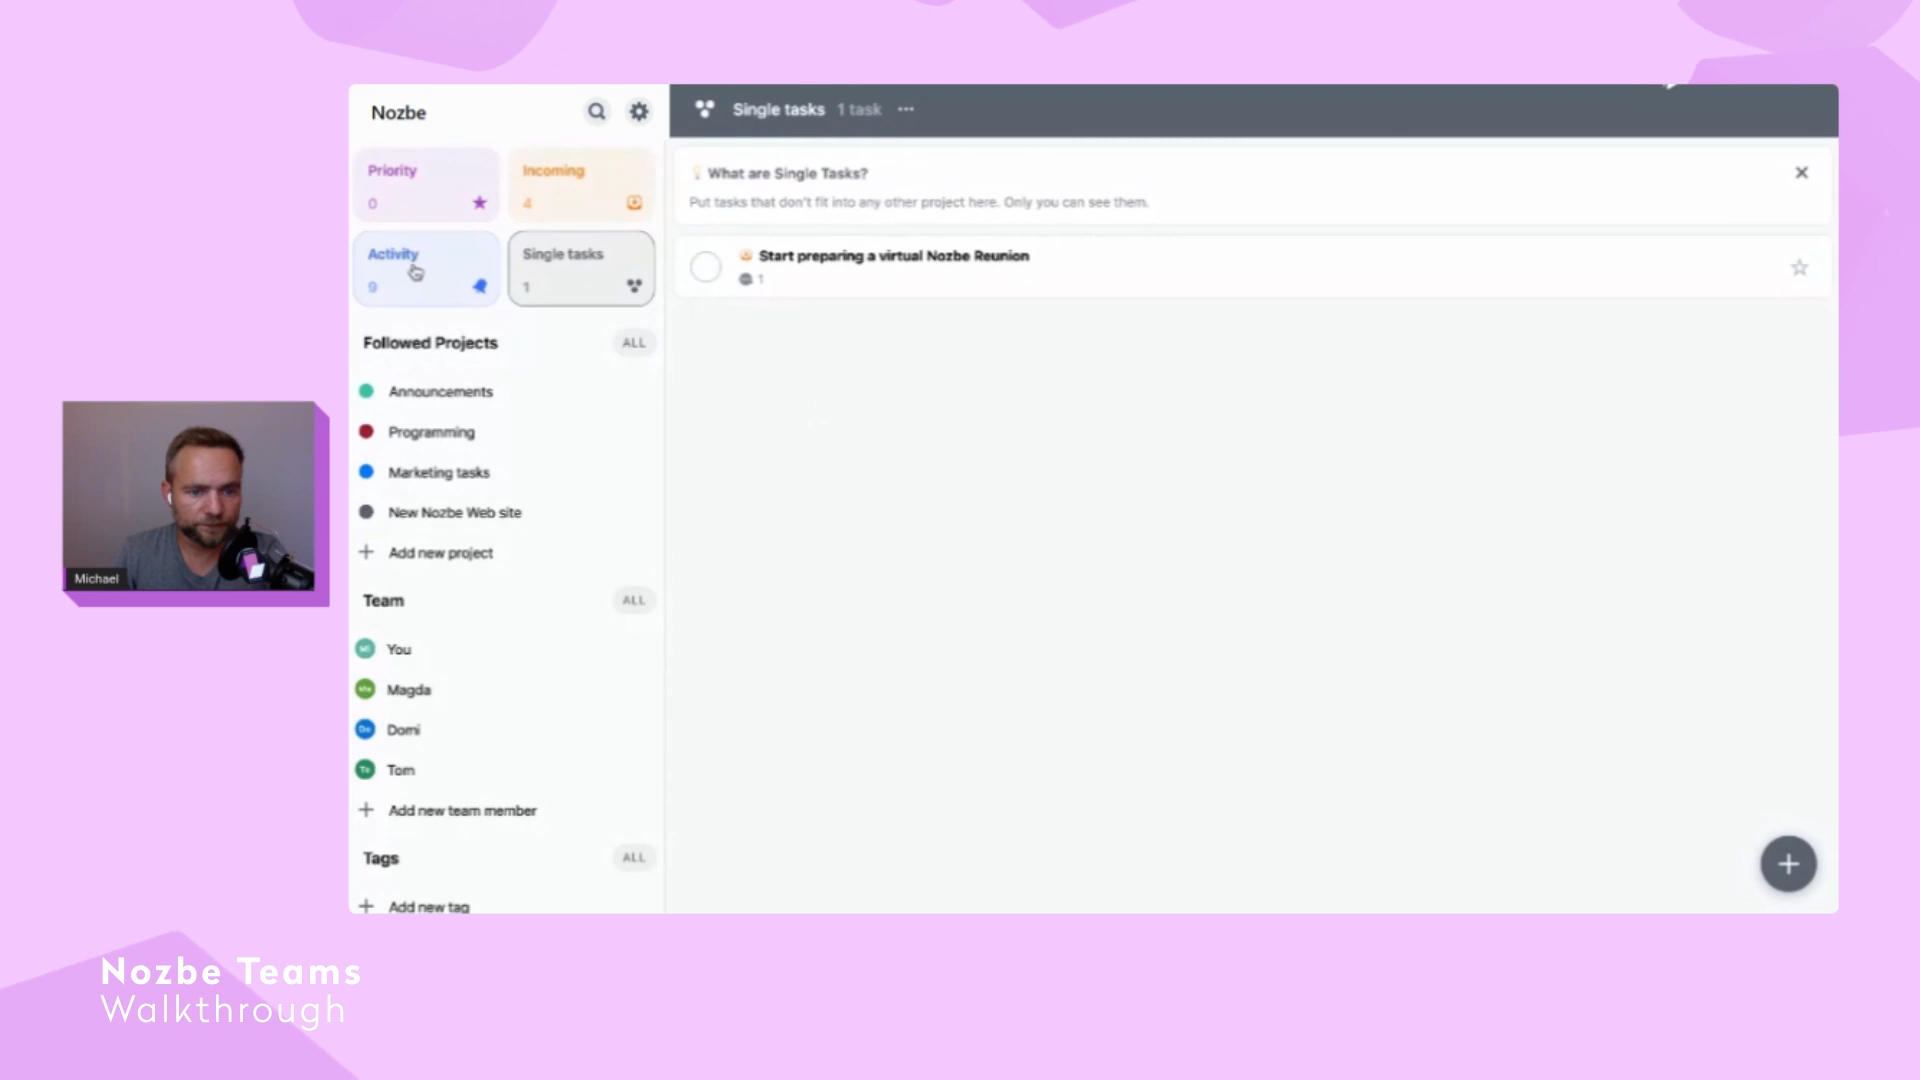 Nozbe
Single tasks 1 task ...
Priority
0
Incoming
4
Activity
9
Single tasks
1
What are Single Tasks?
Put tasks that don't fit into any other project here. Only you can see them.
Start preparing a virtual Nozbe Reunion
1
Followed Projects ALL
Announcements
Programming
Marketing tasks
New Nozbe Web site
+ Add new project
Team ALL
You
Magda
Do Domi
To Tom
+ Add new team member
Tags ALL
+ Add new tag
Michael
Nozbe Teams
Walkthrough